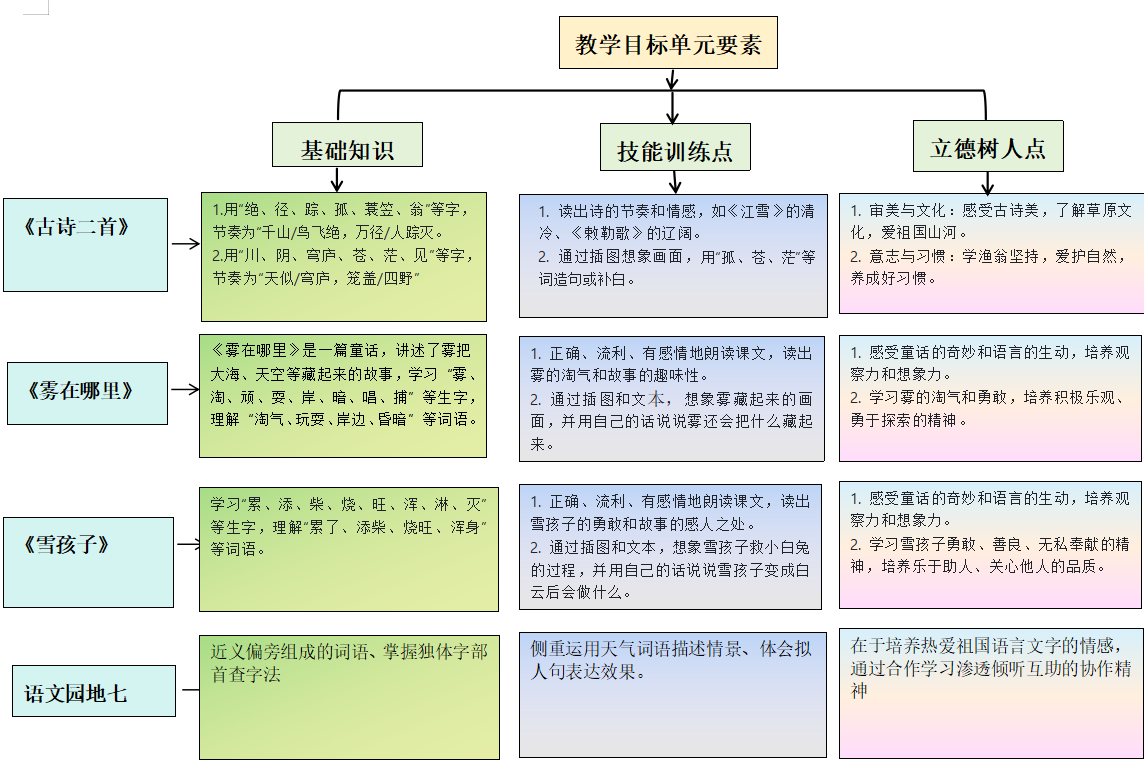 教学目标单元要素
基础知识
技能训练点
立德树人点
《古诗二首》
1.用"绝、径、踪、孤、蓑笠、翁"等字，
节奏为"千山/鸟飞绝，万径/人踪灭。
2.用"川、阴、穹庐、苍、茫、见"等字，
节奏为"天似/穹庐，笼盖/四野"
1. 读出诗的节奏和情感，如《江雪》的清
冷、《敕勒歌》的辽阔。
2. 通过插图想象画面，用"孤、苍、茫"等
词造句或补白。
1. 审美与文化：感受古诗美，了解草原文
化，爱祖国山河。
2. 意志与习惯：学渔翁坚持，爱护自然，
养成好习惯。
《雾在哪里》
《雾在哪里》是一篇童话，讲述了雾把
大海、天空等藏起来的故事，学习“雾、
淘、顽、耍、岸、暗、唱、捕”等生字，
理解“淘气、玩耍、岸边、昏暗”等词语。
1. 正确、流利、有感情地朗读课文，读出
雾的淘气和故事的趣味性。
2. 通过插图和文本，想象雾藏起来的画
面，并用自己的话说说雾还会把什么藏起
来。
1. 感受童话的奇妙和语言的生动，培养观
察力和想象力。
2. 学习雾的淘气和勇敢，培养积极乐观、
勇于探索的精神。
《雪孩子》
学习"累、添、柴、烧、旺、浑、淋、灭"
等生字，理解"累了、添柴、烧旺、浑身"
等词语。
1. 正确、流利、有感情地朗读课文，读出
雪孩子的勇敢和故事的感人之处。
2. 通过插图和文本，想象雪孩子救小白兔
的过程，并用自己的话说说雪孩子变成白
云后会做什么。
1. 感受童话的奇妙和语言的生动，培养观
察力和想象力。
2. 学习雪孩子勇敢、善良、无私奉献的精
神，培养乐于助人、关心他人的品质。
语文园地七
近义偏旁组成的词语、掌握独体字部
首查字法
侧重运用天气词语描述情景、体会拟
人句表达效果。
在于培养热爱祖国语言文字的情感，
通过合作学习渗透倾听互助的协作精
神